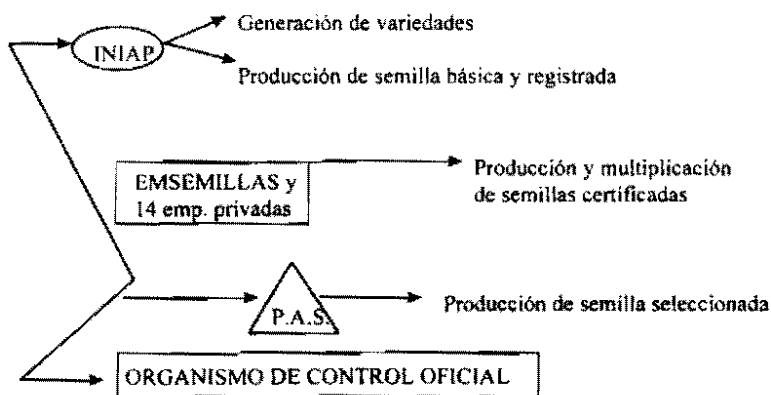 Generación de variedades
INIAP
Producción de semilla básica y registrada
EMSEMILLAS y
14 emp. privadas
Producción y multiplicación
de semillas certificadas
P.A.S.
Producción de semilla seleccionada
ORGANISMO DE CONTROL OFICIAL